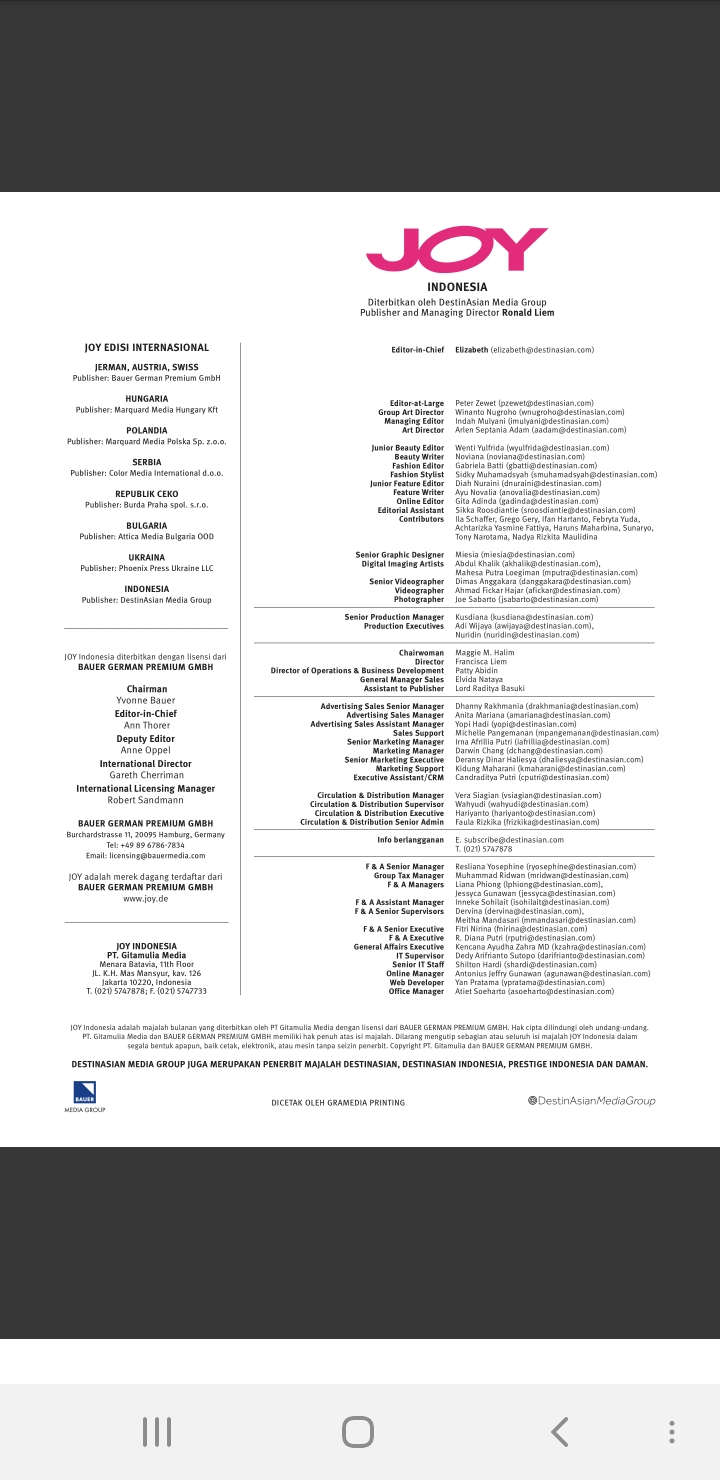 JOY
INDONESIA
Diterbitkan oleh DestinAsian Media Group
Publisher and Managing Director Ronald Liem
JOY EDISI INTERNASIONAL
JERMAN, AUSTRIA, SWISS
Publisher: Bauer German Premium GmbH
HUNGARIA
Publisher: Marquard Media Hungary Kft
POLANDIA
Publisher: Marquard Media Polska Sp. z.o.o.
SERBIA
Publisher: Color Media International d.o.o.
REPUBLIK CEKO
Publisher: Burda Praha spol. s.r.o.
BULGARIA
Publisher: Attica Media Bulgaria OOD
UKRAINA
Publisher: Phoenix Press Ukraine LLC
INDONESIA
Publisher: DestinAsian Media Group
JOY Indonesia diterbitkan dengan lisensi dari
BAUER GERMAN PREMIUM GMBH
Chairman
Yvonne Bauer
Editor-in-Chief
Ann Thorer
Deputy Editor
Anne Oppel
International Director
Gareth Cherriman
International Licensing Manager
Robert Sandmann
BAUER GERMAN PREMIUM GMBH
Burchardstrasse 11, 20095 Hamburg, Germany
Tel: +49 89 6786-7834
Email: licensing@bauermedia.com
JOY adalah merek dagang terdaftar dari
BAUER GERMAN PREMIUM GMBH
www.joy.de
JOY INDONESIA
PT. Gitamulia Media
Menara Batavia, 11th Floor
JL. K.H. Mas Mansyur, kav. 126
Jakarta 10220, Indonesia
T. (021) 5747878; F. (021) 5747733
Editor-in-Chief Elizabeth (elizabeth@destinasian.com)
Editor-at-Large Peter Zewet (pzewet@destinasian.com)
Group Art Director Winanto Nugroho (wnugroho@destinasian.com)
Managing Editor Indah Mulyani (imulyani@destinasian.com)
Art Director Arlen Septania Adam (aadam@destinasian.com)
Junior Beauty Editor Wenti Yulfrida (wyulfrida@destinasian.com)
Beauty Writer Noviana (noviana@destinasian.com)
Fashion Editor Gabriela Batti (gbatti@destinasian.com)
Fashion Stylist Sidky Muhamadsyah (smuhamadsyah@destinasian.com)
Junior Feature Editor Diah Nuraini (dnuraini@destinasian.com)
Feature Writer Ayu Novalia (anovalia@destinasian.com)
Online Editor Gita Adinda (gadinda@destinasian.com)
Editorial Assistant Sikka Roosdiantie (sroosdiantie@destinasian.com)
Contributors Ila Schaffer, Grego Gery, Ifan Hartanto, Febryta Yuda,
Achtarizka Yasmine Fattiya, Haruns Maharbina, Sunaryo,
Tony Narotama, Nadya Rizkita Maulidina
Senior Graphic Designer Miesia (miesia@destinasian.com)
Digital Imaging Artists Abdul Khalik (akhalik@destinasian.com),
Mahesa Putra Loegiman (mputra@destinasian.com)
Senior Videographer Dimas Anggakara (danggakara@destinasian.com)
Videographer Ahmad Fickar Hajar (afickar@destinasian.com)
Photographer Joe Sabarto (jsabarto@destinasian.com)
Senior Production Manager Kusdiana (kusdiana@destinasian.com)
Production Executives Adi Wijaya (awijaya@destinasian.com),
Nuridin (nuridin@destinasian.com)
Chairwoman Maggie M. Halim
Director Francisca Liem
Director of Operations & Business Development Patty Abidin
General Manager Sales Elvida Nataya
Assistant to Publisher Lord Raditya Basuki
Advertising Sales Senior Manager Dhanny Rakhmania (drakhmania@destinasian.com)
Advertising Sales Manager Anita Mariana (amariana@destinasian.com)
Advertising Sales Assistant Manager Yopi Hadi (yopi@destinasian.com)
Sales Support Michelle Pangemanan (mpangemanan@destinasian.com)
Senior Marketing Manager Irna Afrillia Putri (iafrillia@destinasian.com)
Marketing Manager Darwin Chang (dchang@destinasian.com)
Senior Marketing Executive Deransy Dinar Haliesya (dhaliesya@destinasian.com)
Marketing Support Kidung Maharani (kmaharani@destinasian.com)
Executive Assistant/CRM Candraditya Putri (cputri@destinasian.com)
Circulation & Distribution Manager Vera Siagian (vsiagian@destinasian.com)
Circulation & Distribution Supervisor Wahyudi (wahyudi@destinasian.com)
Circulation & Distribution Executive Hariyanto (hariyanto@destinasian.com)
Circulation & Distribution Senior Admin Faula Rizkika (frizkika@destinasian.com)
Info berlangganan E. subscribe@destinasian.com
T. (021) 5747878
F & A Senior Manager Resliana Yosephine (ryosephine@destinasian.com)
Group Tax Manager Muhammad Ridwan (mridwan@destinasian.com)
F & A Managers Liana Phiong (lphiong@destinasian.com),
Jessyca Gunawan (jessyca@destinasian.com)
F & A Assistant Manager Inneke Sohilait (isohilait@destinasian.com)
F & A Senior Supervisors Dervina (dervina@destinasian.com),
Meitha Mandasari (mmandasari@destinasian.com)
F & A Senior Executive Fitri Nirina (fnirina@destinasian.com)
F & A Executive R. Diana Putri (rputri@destinasian.com)
General Affairs Executive Kencana Ayudha Zahra MD (kzahra@destinasian.com)
IT Supervisor Dedy Arifrianto Sutopo (darifrianto@destinasian.com)
Senior IT Staff Shilton Hardi (shardi@destinasian.com)
Online Manager Antonius Jeffry Gunawan (agunawan@destinasian.com)
Web Developer Yan Pratama (ypratama@destinasian.com)
Office Manager Atiet Soeharto (asoeharto@destinasian.com)
JOY Indonesia adalah majalah bulanan yang diterbitkan oleh PT Gitamulia Media dengan lisensi dari BAUER GERMAN PREMIUM GMBH. Hak cipta dilindungi oleh undang-undang.
PT. Gitamulia Media dan BAUER GERMAN PREMIUM GMBH memiliki hak penuh atas isi majalah. Dilarang mengutip sebagian atau seluruh isi majalah JOY Indonesia dalam
segala bentuk apapun, baik cetak, elektronik, atau mesin tanpa seizin penerbit. Copyright PT. Gitamulia dan BAUER GERMAN PREMIUM GMBH.
DESTINASIAN MEDIA GROUP JUGA MERUPAKAN PENERBIT MAJALAH DESTINASIAN, DESTINASIAN INDONESIA, PRESTIGE INDONESIA DAN DAMAN.
BAUER
MEDIA GROUP
DICETAK OLEH GRAMEDIA PRINTING
DestinAsianMediaGroup